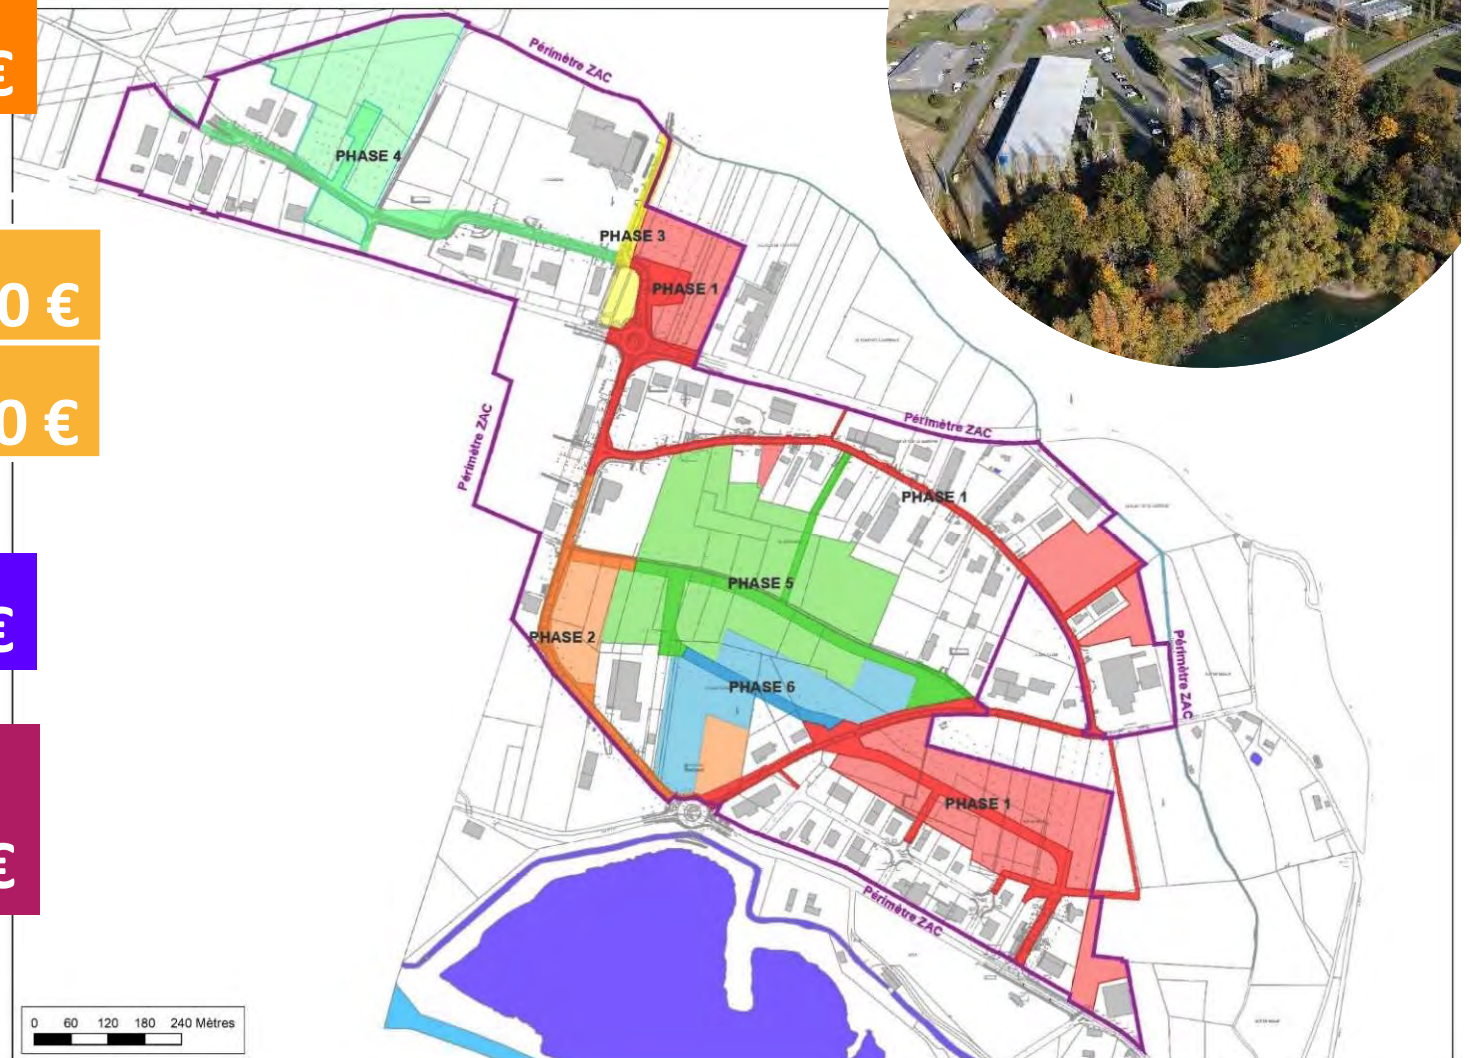 €
Périmètre ZAC
PHASE 4
PHASE 3
PHASE 1
0 €
0 €
Périmètre ZAC
Périmètre ZAC
PHASE 1
€
PHASE 5
PHASE 2
PHASE 6
Périmètre ZAC
PHASE 1
€
Périmètre ZAC
0 60 120 180 240 Mètres